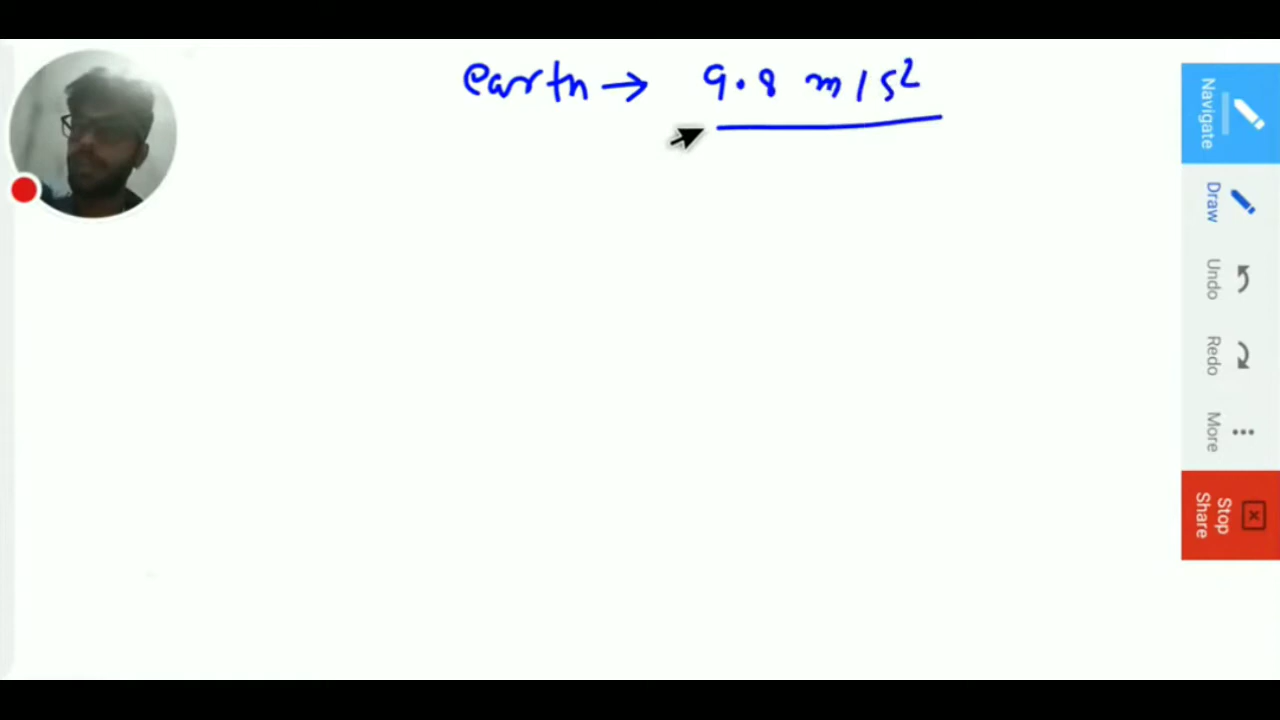 earth → 9.8 m/s²
Navigate
Draw
Undo
Redo
More
Stop
Share